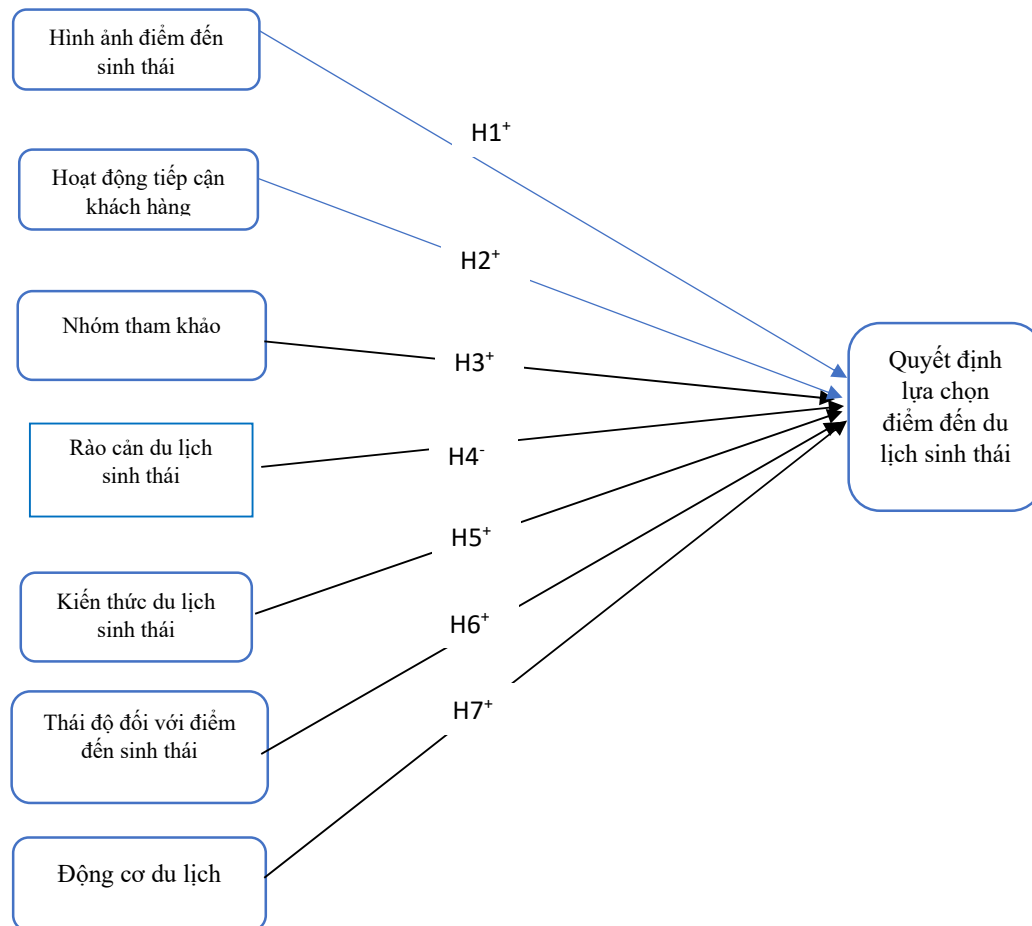 Hình ảnh điểm đến
sinh thái
H1⁺
Hoạt động tiếp cận
khách hàng
H2⁺
Nhóm tham khảo
H3⁺
Quyết định
lựa chọn
điểm đến du
lịch sinh thái
Rào cản du lịch
sinh thái
H4⁻
H5⁺
Kiến thức du lịch
sinh thái
H6⁺
Thái độ đối với điểm
đến sinh thái
H7⁺
Động cơ du lịch